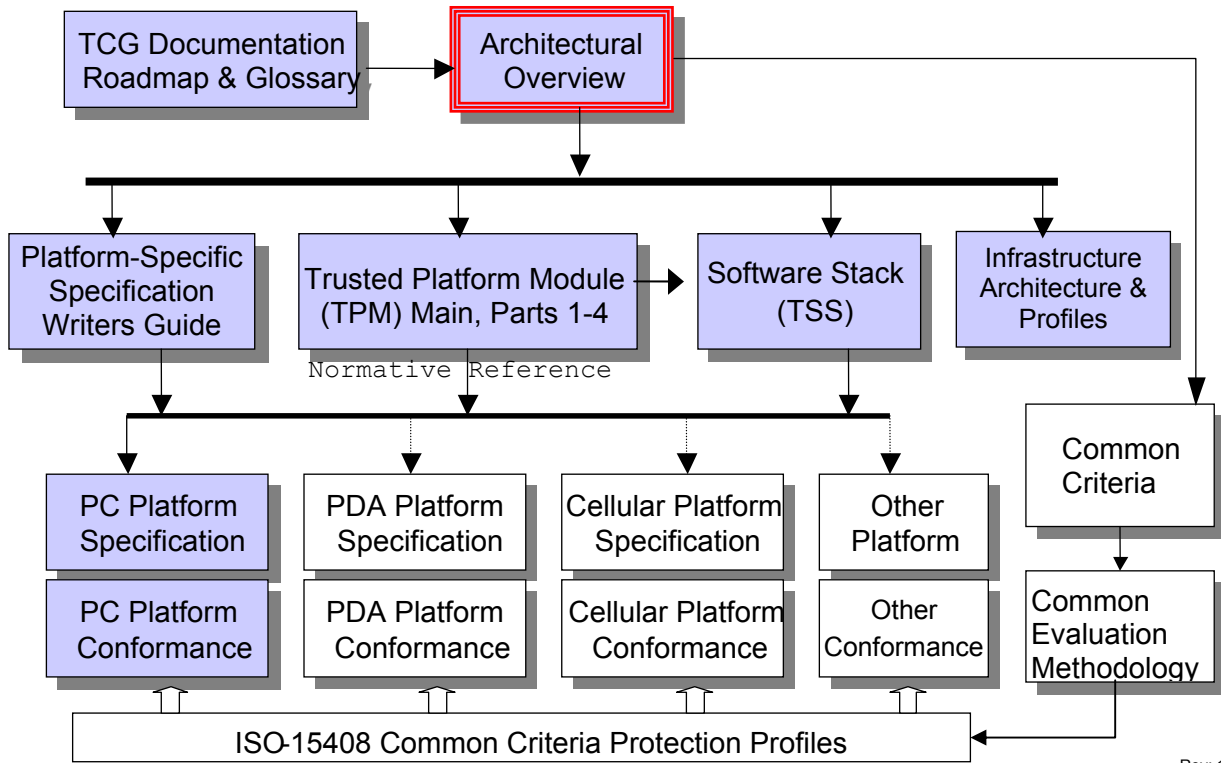 TCG Documentation
Roadmap & Glossary
Architectural
Overview
Platform-Specific
Specification
Writers Guide
Trusted Platform Module
(TPM) Main, Parts 1-4
Software Stack
(TSS)
Infrastructure
Architecture &
Profiles
Normative Reference
Common
Criteria
PC Platform
Specification
PDA Platform
Specification
Cellular Platform
Specification
Other
Platform
PC Platform
Conformance
PDA Platform
Conformance
Cellular Platform
Conformance
Other
Conformance
Common
Evaluation
Methodology
ISO-15408 Common Criteria Protection Profiles